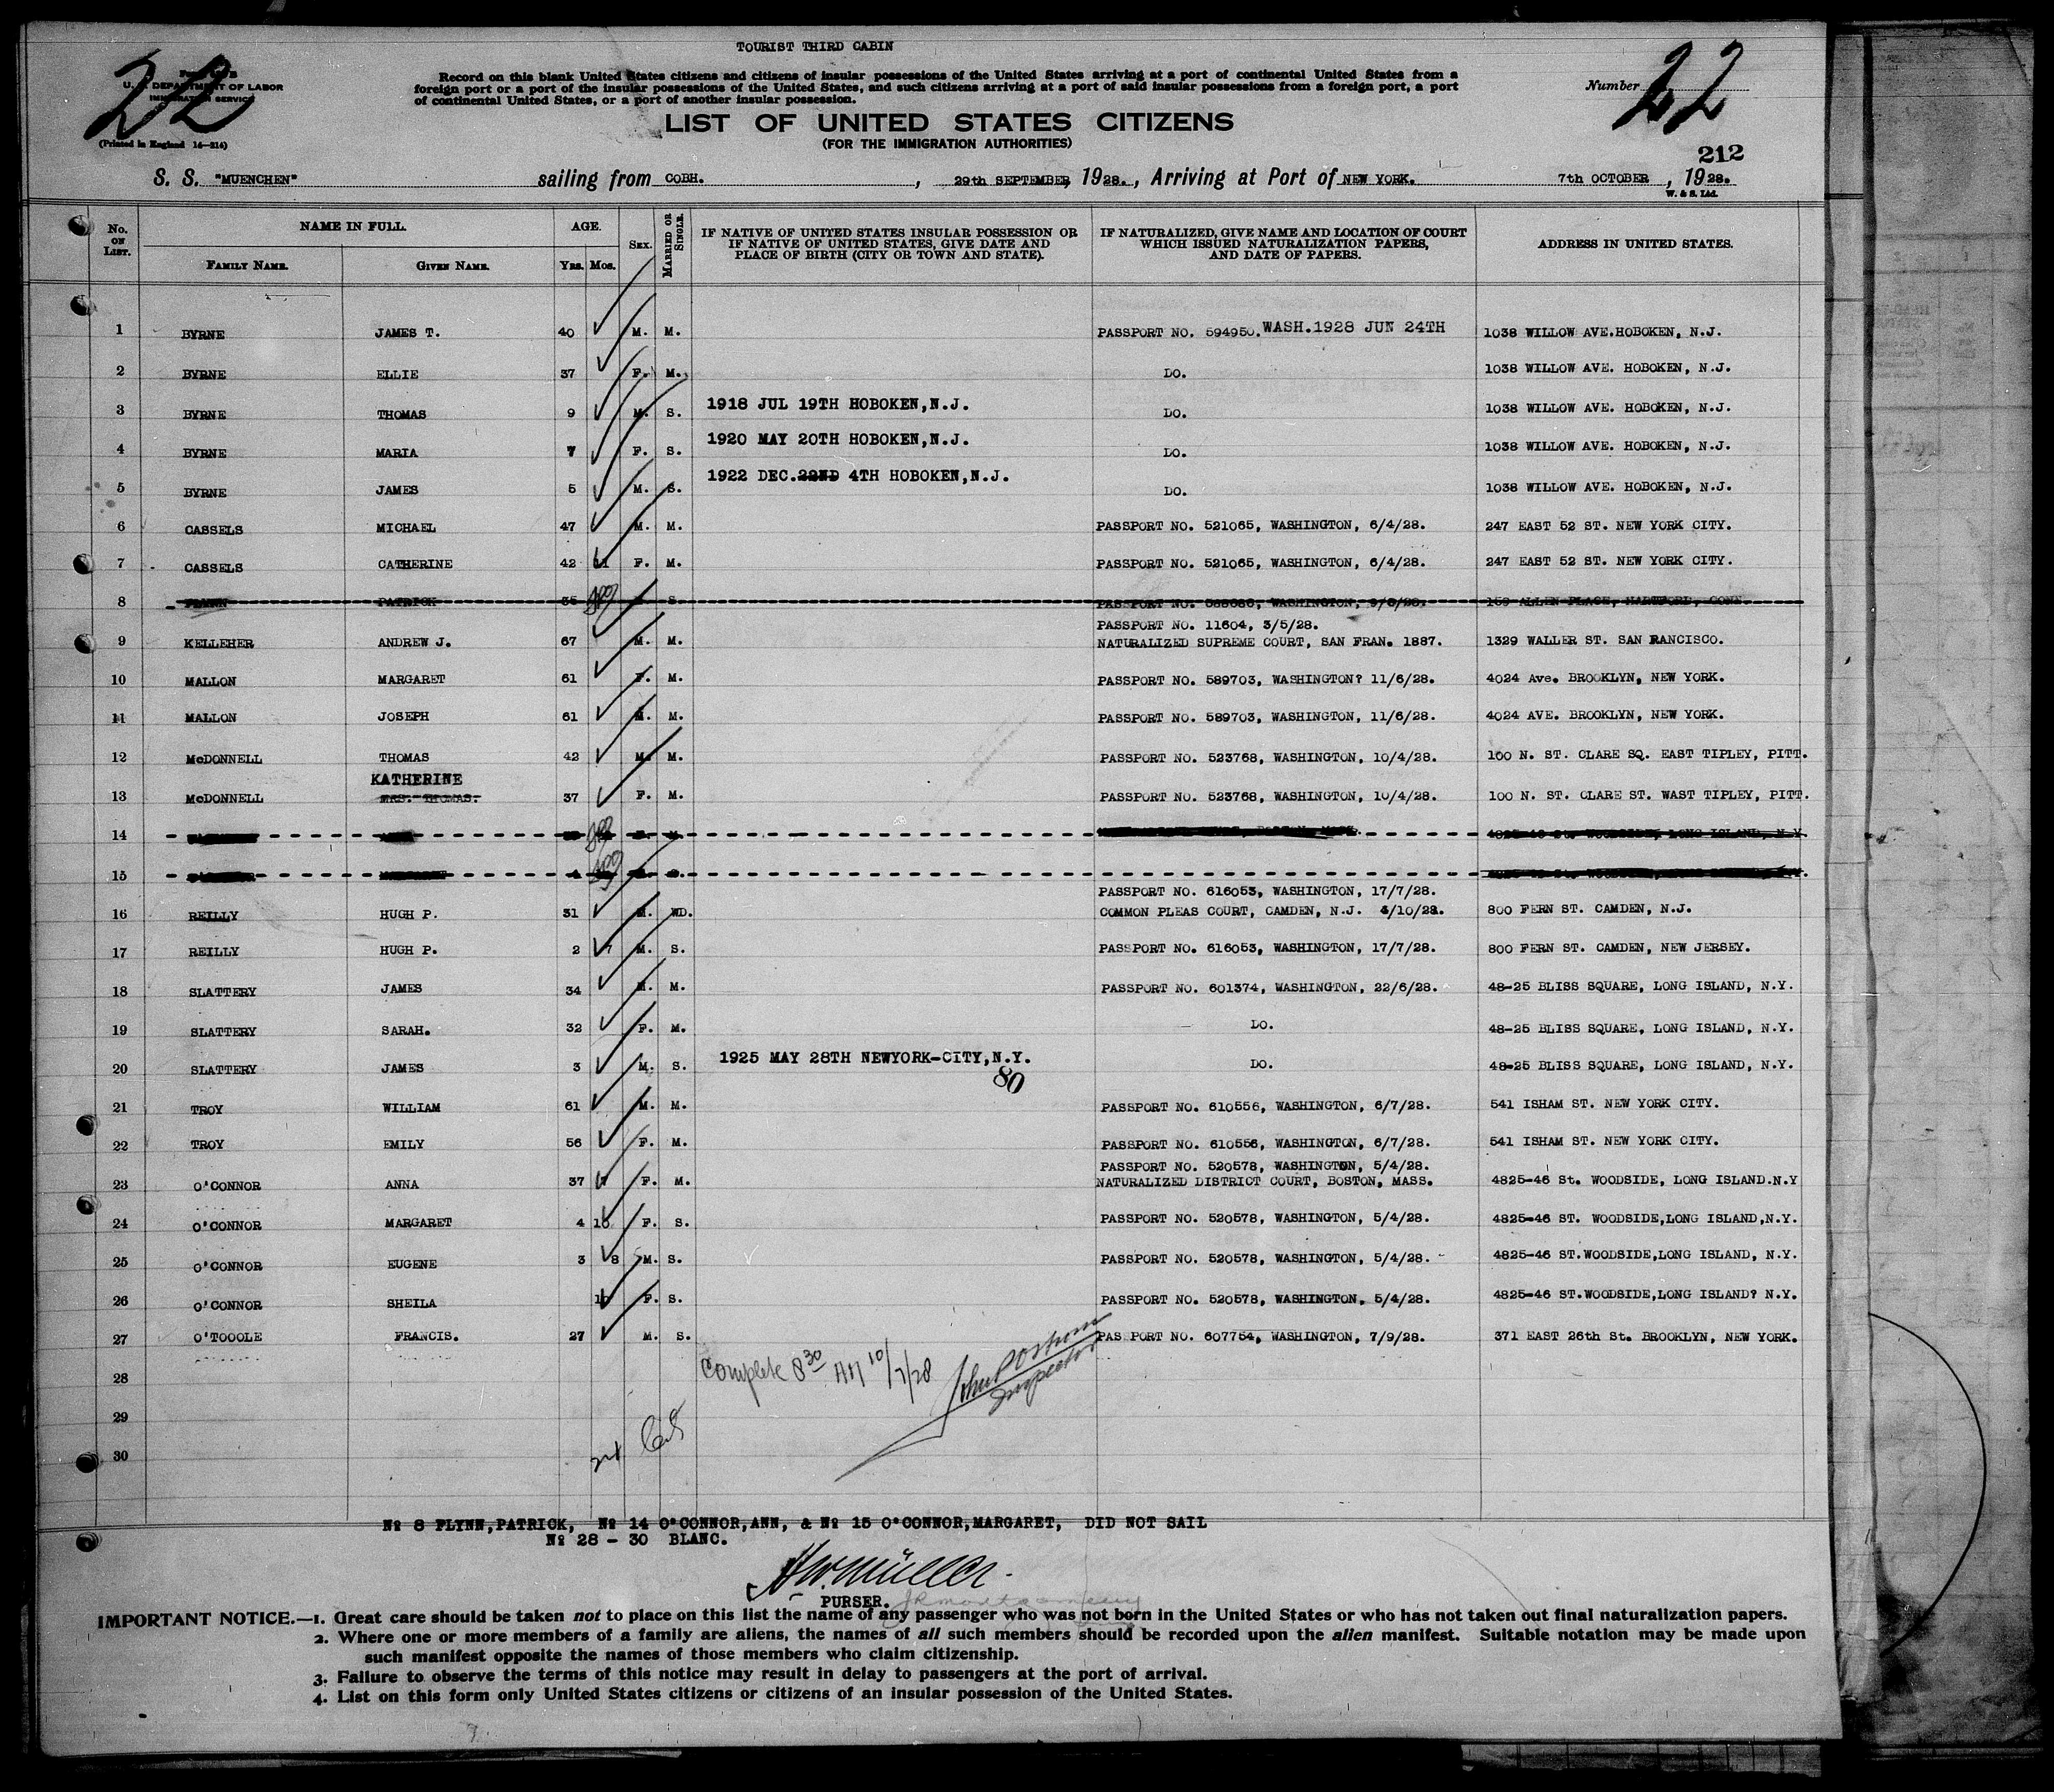 TOURIST THIRD CABIN
22
U. S. DEPARTMENT OF LABOR
IMMIGRATION SERVICE
(Printed in England 14—214)
Record on this blank United States citizens and citizens of insular possessions of the United States arriving at a port of continental United States from a
foreign port or a port of the insular possessions of the United States, and such citizens arriving at a port of said insular possessions from a foreign port, a port
of continental United States, or a port of another insular possession.
Number 22
LIST OF UNITED STATES CITIZENS
(FOR THE IMMIGRATION AUTHORITIES)
212
S. S. "MUENCHEN" sailing from COBH. , 29th SEPTEMBER, 1928., Arriving at Port of NEW YORK. 7th OCTOBER , 1928.
W. & S. Ltd.
No. ON LIST. NAME IN FULL. FAMILY NAME. GIVEN NAME. AGE. YRS. MOS. SEX. MARRIED OR SINGLE. IF NATIVE OF UNITED STATES INSULAR POSSESSION OR IF NATIVE OF UNITED STATES, GIVE DATE AND PLACE OF BIRTH (CITY OR TOWN AND STATE). IF NATURALIZED, GIVE NAME AND LOCATION OF COURT WHICH ISSUED NATURALIZATION PAPERS, AND DATE OF PAPERS. ADDRESS IN UNITED STATES.
1 BYRNE JAMES T. 40 M. M. PASSPORT NO. 594950. WASH.1928 JUN 24TH 1038 WILLOW AVE.HOBOKEN, N.J.
2 BYRNE ELLIE 37 F. M. DO. 1038 WILLOW AVE. HOBOKEN, N.J.
3 BYRNE THOMAS 9 M. S. 1918 JUL 19TH HOBOKEN,N.J. DO. 1038 WILLOW AVE. HOBOKEN, N.J.
4 BYRNE MARIA 7 F. S. 1920 MAY 20TH HOBOKEN,N.J. DO. 1038 WILLOW AVE. HOBOKEN, N.J.
5 BYRNE JAMES 5 M. S. 1922 DEC.22ND 4TH HOBOKEN,N.J. DO. 1038 WILLOW AVE. HOBOKEN, N.J.
6 CASSELS MICHAEL 47 M. M. PASSPORT NO. 521065, WASHINGTON, 6/4/28. 247 EAST 52 ST. NEW YORK CITY.
7 CASSELS CATHERINE 42 11 F. M. PASSPORT NO. 521065, WASHINGTON, 6/4/28. 247 EAST 52 ST. NEW YORK CITY.
8 FLYNN PATRICK 35 S PASSPORT NO. WASHINGTON, 159 ALLEN PLACE, HARTFORD, CONN.
PASSPORT NO. 11604, 3/5/28.
9 KELLEHER ANDREW J. 67 M. M. NATURALIZED SUPREME COURT, SAN FRAN. 1887. 1329 WALLER ST. SAN RANCISCO.
10 MALLON MARGARET 61 F. M. PASSPORT NO. 589703, WASHINGTON? 11/6/28. 4024 Ave. BROOKLYN, NEW YORK.
11 MALLON JOSEPH 61 M. M. PASSPORT NO. 589703, WASHINGTON, 11/6/28. 4024 AVE. BROOKLYN, NEW YORK.
12 McDONNELL THOMAS 42 M. M. PASSPORT NO. 523768, WASHINGTON, 10/4/28. 100 N. ST. CLARE SQ. EAST TIPLEY, PITT.
KATHERINE
13 McDONNELL MRS. THOMAS. 37 F. M. PASSPORT NO. 523768, WASHINGTON, 10/4/28. 100 N. ST. CLARE ST. WAST TIPLEY, PITT.
14 4825-46 St. WOODSIDE, LONG ISLAND, N.Y.
15 MARGARET 4
PASSPORT NO. 616053, WASHINGTON, 17/7/28.
16 REILLY HUGH P. 31 M. WD. COMMON PLEAS COURT, CAMDEN, N.J. 4/10/28. 800 FERN ST. CAMDEN, N.J.
17 REILLY HUGH P. 2 7 M. S. PASSPORT NO. 616053, WASHINGTON, 17/7/28. 800 FERN ST. CAMDEN, NEW JERSEY.
18 SLATTERY JAMES 34 M. M. PASSPORT NO. 601374, WASHINGTON, 22/6/28. 48-25 BLISS SQUARE, LONG ISLAND, N.Y.
19 SLATTERY SARAH. 32 F. M. DO. 48-25 BLISS SQUARE, LONG ISLAND, N.Y.
20 SLATTERY JAMES 3 M. S. 1925 MAY 28TH NEWYORK-CITY,N.Y. DO. 48-25 BLISS SQUARE, LONG ISLAND, N.Y.
80
21 TROY WILLIAM 61 M. M. PASSPORT NO. 610556, WASHINGTON, 6/7/28. 541 ISHAM ST. NEW YORK CITY.
22 TROY EMILY 56 F. M. PASSPORT NO. 610556, WASHINGTON, 6/7/28. 541 ISHAM ST. NEW YORK CITY.
PASSPORT NO. 520578, WASHINGTON, 5/4/28.
23 O'CONNOR ANNA 37 F. M. NATURALIZED DISTRICT COURT, BOSTON, MASS. 4825-46 St. WOODSIDE, LONG ISLAND.N.Y
24 O'CONNOR MARGARET 4 10 F. S. PASSPORT NO. 520578, WASHINGTON, 5/4/28. 4825-46 ST. WOODSIDE,LONG ISLAND,N.Y.
25 O'CONNOR EUGENE 3 8 M. S. PASSPORT NO. 520578, WASHINGTON, 5/4/28. 4825-46 ST.WOODSIDE,LONG ISLAND, N.Y.
26 O'CONNOR SHEILA 10 F. S. PASSPORT NO. 520578, WASHINGTON, 5/4/28. 4825-46 ST.WOODSIDE,LONG ISLAND? N.Y.
27 O'TOOOLE FRANCIS. 27 M. S. PAS PORT NO. 607754, WASHINGTON, 7/9/28. 371 EAST 26th St. BROOKLYN, NEW YORK.
28 Complete 8 30 AM 10/7/28 Inspector
29
30
No 8 FLYNN,PATRICK, No 14 O'CONNOR,ANN, & No 15 O'CONNOR,MARGARET, DID NOT SAIL
No 28 - 30 BLANC.
H.W. Müller.
PURSER.
IMPORTANT NOTICE.—1. Great care should be taken not to place on this list the name of any passenger who was not born in the United States or who has not taken out final naturalization papers.
2. Where one or more members of a family are aliens, the names of all such members should be recorded upon the alien manifest. Suitable notation may be made upon
such manifest opposite the names of those members who claim citizenship.
3. Failure to observe the terms of this notice may result in delay to passengers at the port of arrival.
4. List on this form only United States citizens or citizens of an insular possession of the United States.